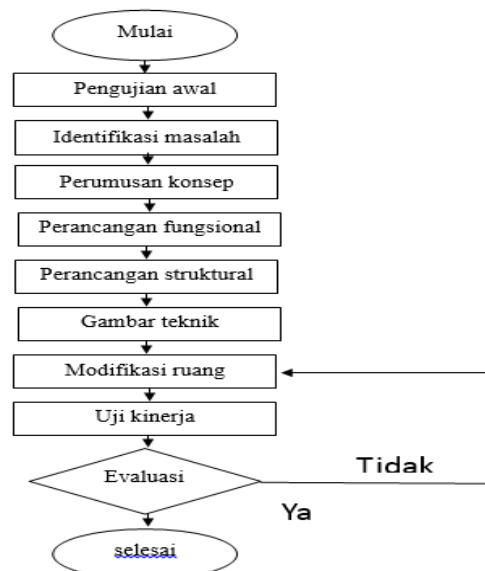 Mulai
Pengujian awal
Identifikasi masalah
Perumusan konsep
Perancangan fungsional
Perancangan struktural
Gambar teknik
Modifikasi ruang
Uji kinerja
Evaluasi
Tidak
Ya
selesai